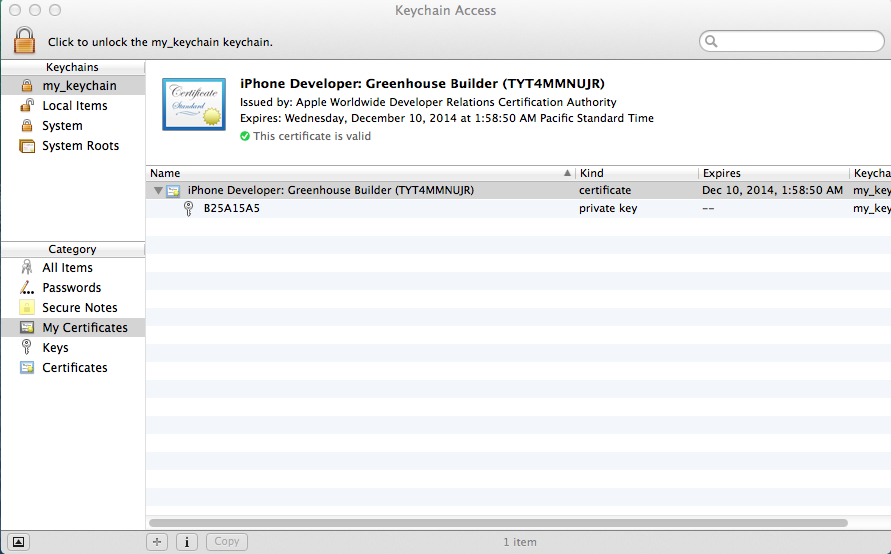 Keychain Access
Click to unlock the my_keychain keychain.
Keychains
my_keychain
Local Items
System
System Roots
Certificate
Standard
iPhone Developer: Greenhouse Builder (TYT4MMNUJR)
Issued by: Apple Worldwide Developer Relations Certification Authority
Expires: Wednesday, December 10, 2014 at 1:58:50 AM Pacific Standard Time
This certificate is valid
Name Kind Expires Keycha
iPhone Developer: Greenhouse Builder (TYT4MMNUJR) certificate Dec 10, 2014, 1:58:50 AM my_key
B25A15A5 private key -- my_key
Category
All Items
Passwords
Secure Notes
My Certificates
Keys
Certificates
Copy
1 item